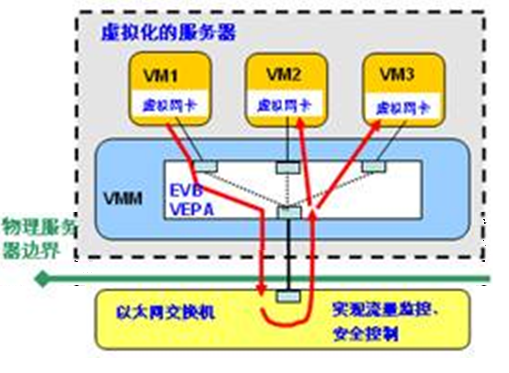 虚拟化的服务器
VM1
VM2
VM3
虚拟网卡
虚拟网卡
虚拟网卡
VMM
EVB
VEPA
物理服务
器边界
以太网交换机
实现流量监控、
安全控制